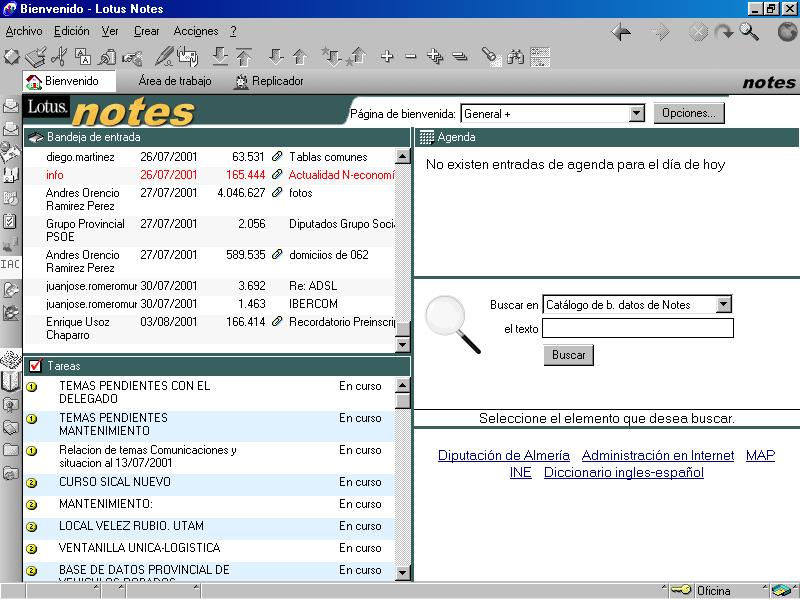 Bienvenido - Lotus Notes
Archivo Edición Ver Crear Acciones ?
Bienvenido Área de trabajo Replicador notes
Lotus. notes
Página de bienvenida: General + Opciones...
Bandeja de entrada
diego.martinez 26/07/2001 63.531 Tablas comunes
info 26/07/2001 165.444 Actualidad N-economí
Andres Orencio 27/07/2001 4.046.627 fotos
Ramirez Perez
Grupo Provincial 27/07/2001 2.056 Diputados Grupo Soci
PSOE
Andres Orencio 27/07/2001 589.535 domiciios de 062
Ramirez Perez
juanjose.romeromur 30/07/2001 3.692 Re: ADSL
juanjose.romeromur 30/07/2001 1.463 IBERCOM
Enrique Usoz 03/08/2001 166.414 Recordatorio Preinscrip
Chaparro
Tareas
1 TEMAS PENDIENTES CON EL En curso
DELEGADO
1 TEMAS PENDIENTES En curso
MANTENIMIENTO
1 Relacion de temas Comunicaciones y En curso
situacion al 13/07/2001
2 CURSO SICAL NUEVO En curso
2 MANTENIMIENTO: En curso
2 LOCAL VELEZ RUBIO. UTAM En curso
2 VENTANILLA UNICA-LOGISTICA En curso
2 BASE DE DATOS PROVINCIAL DE En curso
VEHICULOS ROBADOS
Agenda
No existen entradas de agenda para el día de hoy
Buscar en Catálogo de b. datos de Notes
el texto
Buscar
Seleccione el elemento que desea buscar.
Diputación de Almería Administración en Internet MAP
INE Diccionario ingles-español
IAC
Oficina